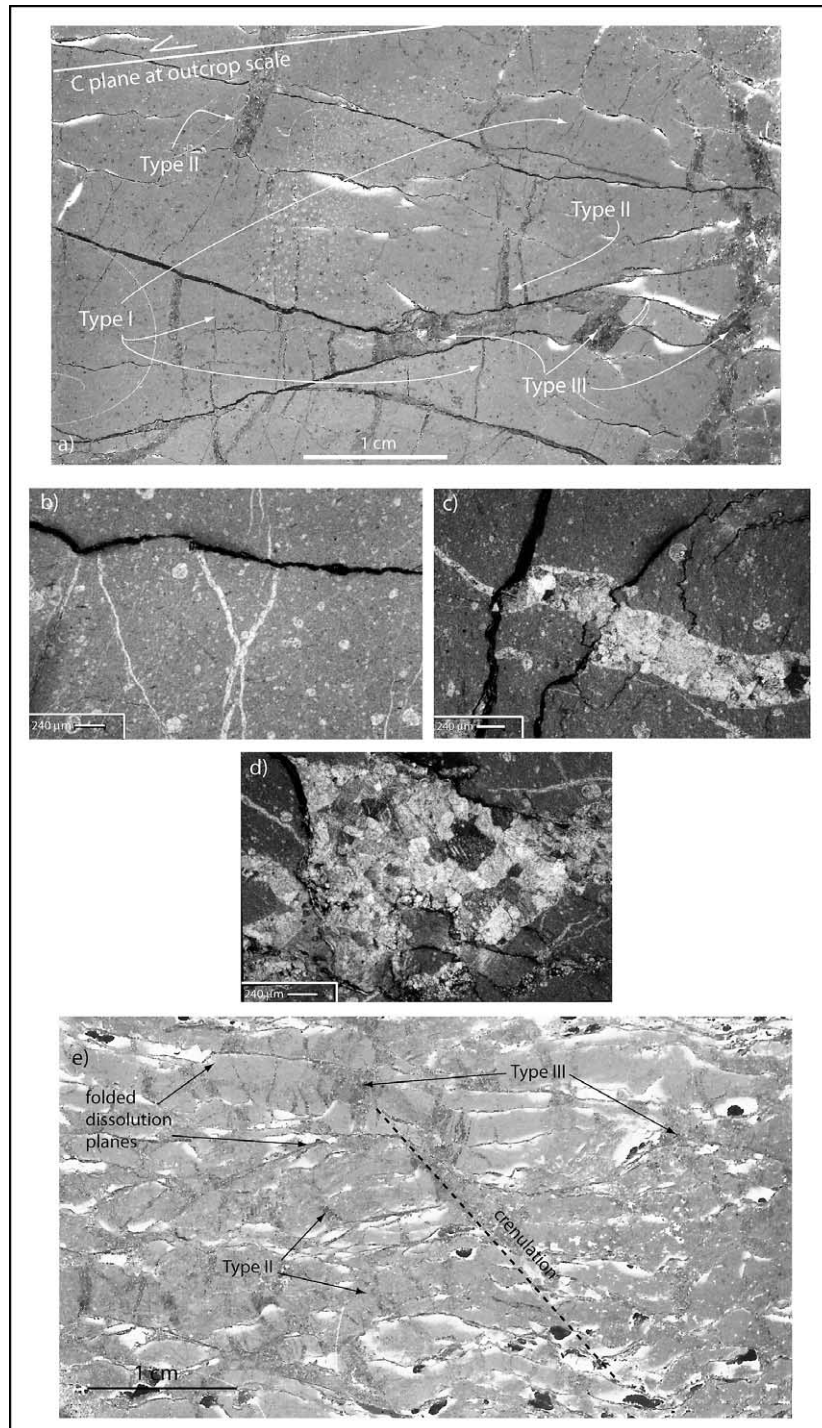 C plane at outcrop scale
Type II
Type II
Type I
Type III
a)
1 cm
b)
240 µm
c)
240 µm
d)
240 µm
e)
folded
dissolution
planes
Type III
crenulation
Type II
1 cm